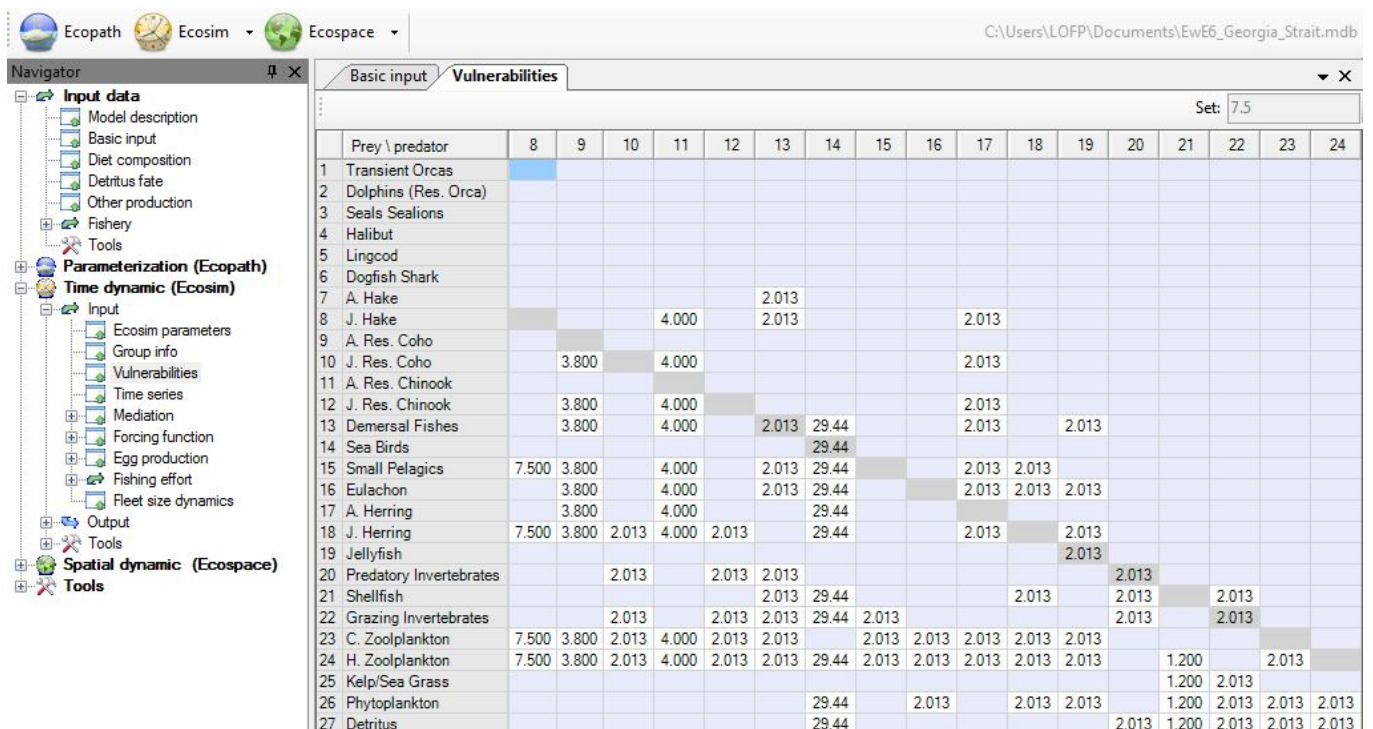 Ecopath Ecosim Ecospace C:\Users\LOFP\Documents\EwE6_Georgia_Strait.mdb
Navigator
Input data
Model description
Basic input
Diet composition
Detritus fate
Other production
Fishery
Tools
Parameterization (Ecopath)
Time dynamic (Ecosim)
Input
Ecosim parameters
Group info
Vulnerabilities
Time series
Mediation
Forcing function
Egg production
Fishing effort
Fleet size dynamics
Output
Tools
Spatial dynamic (Ecospace)
Tools
Basic input Vulnerabilities
Set: 7.5
Prey \ predator 8 9 10 11 12 13 14 15 16 17 18 19 20 21 22 23 24
1 Transient Orcas
2 Dolphins (Res. Orca)
3 Seals Sealions
4 Halibut
5 Lingcod
6 Dogfish Shark
7 A. Hake 2.013
8 J. Hake 4.000 2.013 2.013
9 A. Res. Coho
10 J. Res. Coho 3.800 4.000 2.013
11 A. Res. Chinook
12 J. Res. Chinook 3.800 4.000 2.013
13 Demersal Fishes 3.800 4.000 2.013 29.44 2.013 2.013
14 Sea Birds 29.44
15 Small Pelagics 7.500 3.800 4.000 2.013 29.44 2.013 2.013
16 Eulachon 3.800 4.000 2.013 29.44 2.013 2.013 2.013
17 A. Herring 3.800 4.000 29.44
18 J. Herring 7.500 3.800 2.013 4.000 2.013 29.44 2.013 2.013
19 Jellyfish 2.013
20 Predatory Invertebrates 2.013 2.013 2.013 2.013
21 Shellfish 2.013 29.44 2.013 2.013 2.013
22 Grazing Invertebrates 2.013 2.013 2.013 29.44 2.013 2.013 2.013
23 C. Zoolplankton 7.500 3.800 2.013 4.000 2.013 2.013 2.013 2.013 2.013 2.013 2.013
24 H. Zoolplankton 7.500 3.800 2.013 4.000 2.013 2.013 29.44 2.013 2.013 2.013 2.013 2.013 1.200 2.013
25 Kelp/Sea Grass 1.200 2.013
26 Phytoplankton 29.44 2.013 2.013 2.013 1.200 2.013 2.013 2.013
27 Detritus 29.44 2.013 1.200 2.013 2.013 2.013